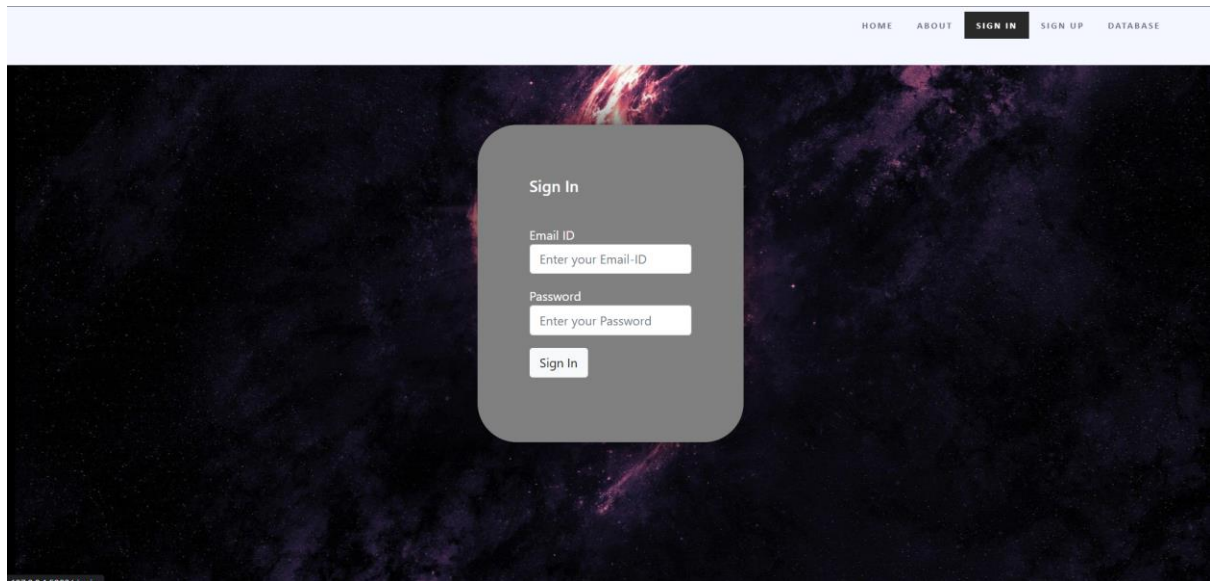 HOME ABOUT SIGN IN SIGN UP DATABASE
Sign In
Email ID
Enter your Email-ID
Password
Enter your Password
Sign In